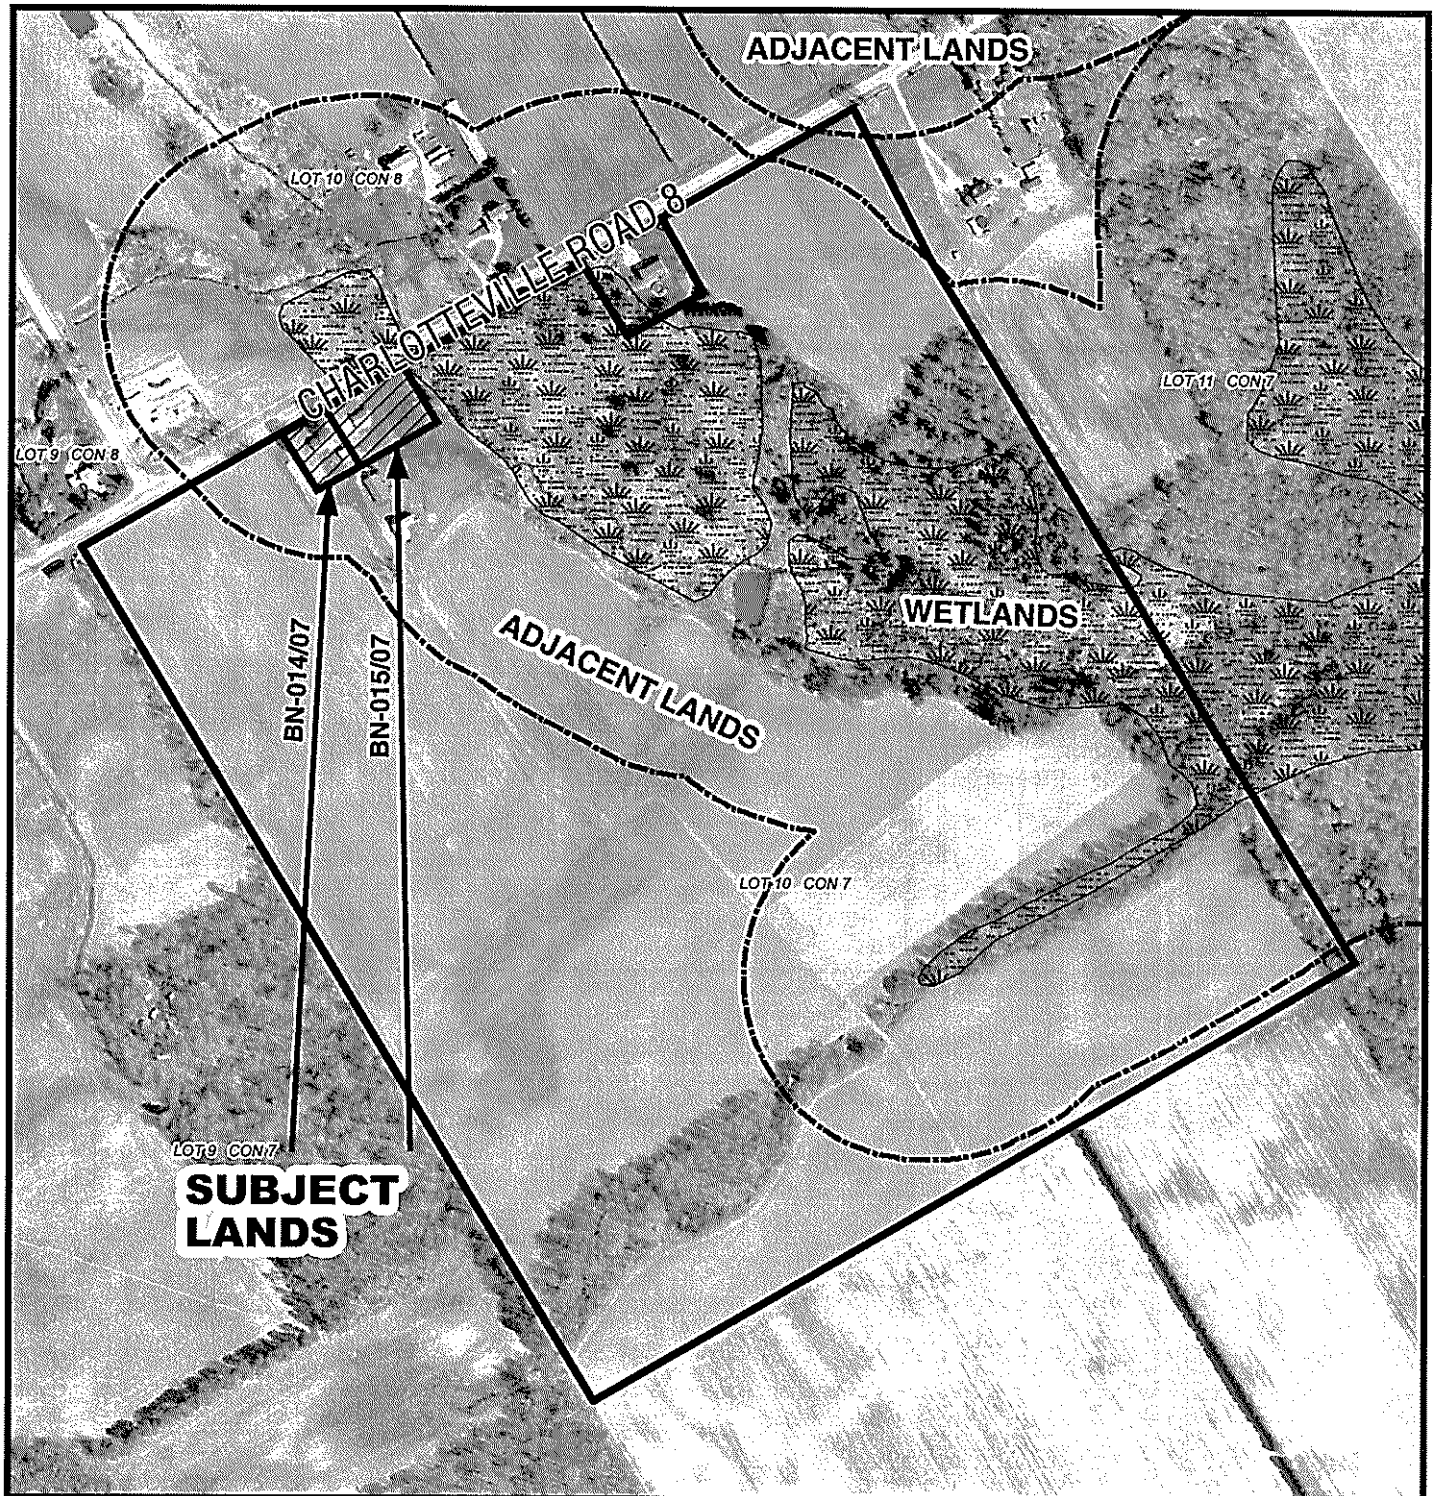 ADJACENT LANDS
LOT 10 CON 8
CHARLOTTEVILLE ROAD 8
LOT 11 CON 7
LOT 9 CON 8
WETLANDS
ADJACENT LANDS
BN-014/07
BN-015/07
LOT 10 CON 7
LOT 9 CON 7
SUBJECT
LANDS